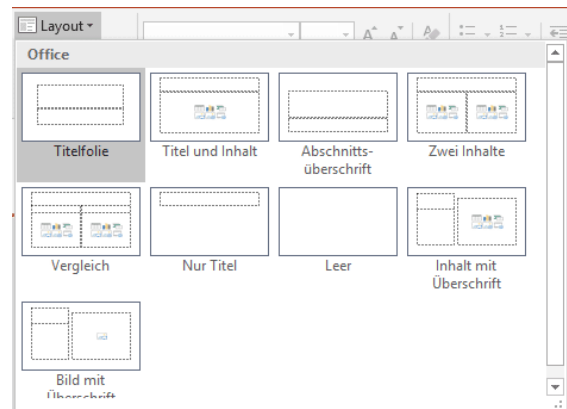 Layout
Office
Titelfolie
Titel und Inhalt
Abschnitts-
überschrift
Zwei Inhalte
Vergleich
Nur Titel
Leer
Inhalt mit
Überschrift
Bild mit
Überschrift